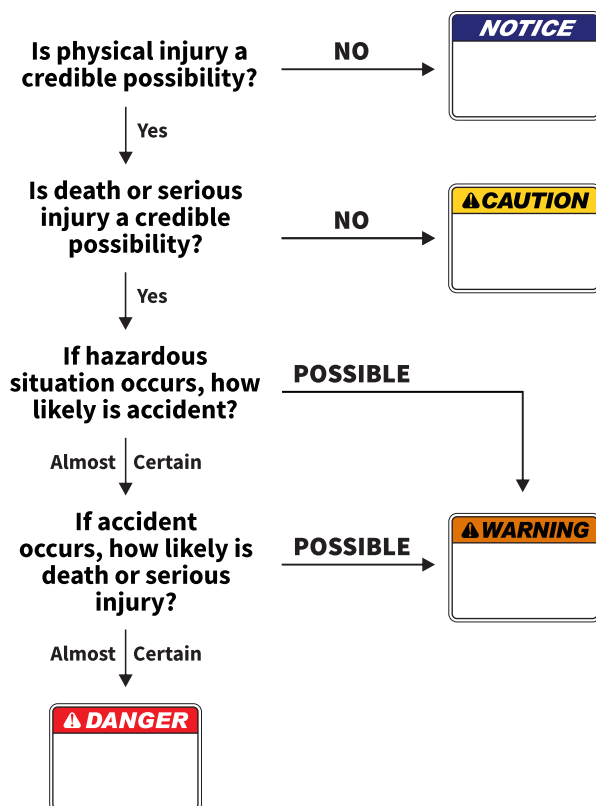 Is physical injury a
credible possibility?
NO
NOTICE
Yes
Is death or serious
injury a credible
possibility?
NO
CAUTION
Yes
If hazardous
situation occurs, how
likely is accident?
POSSIBLE
Almost Certain
If accident
occurs, how likely is
death or serious
injury?
POSSIBLE
WARNING
Almost Certain
DANGER